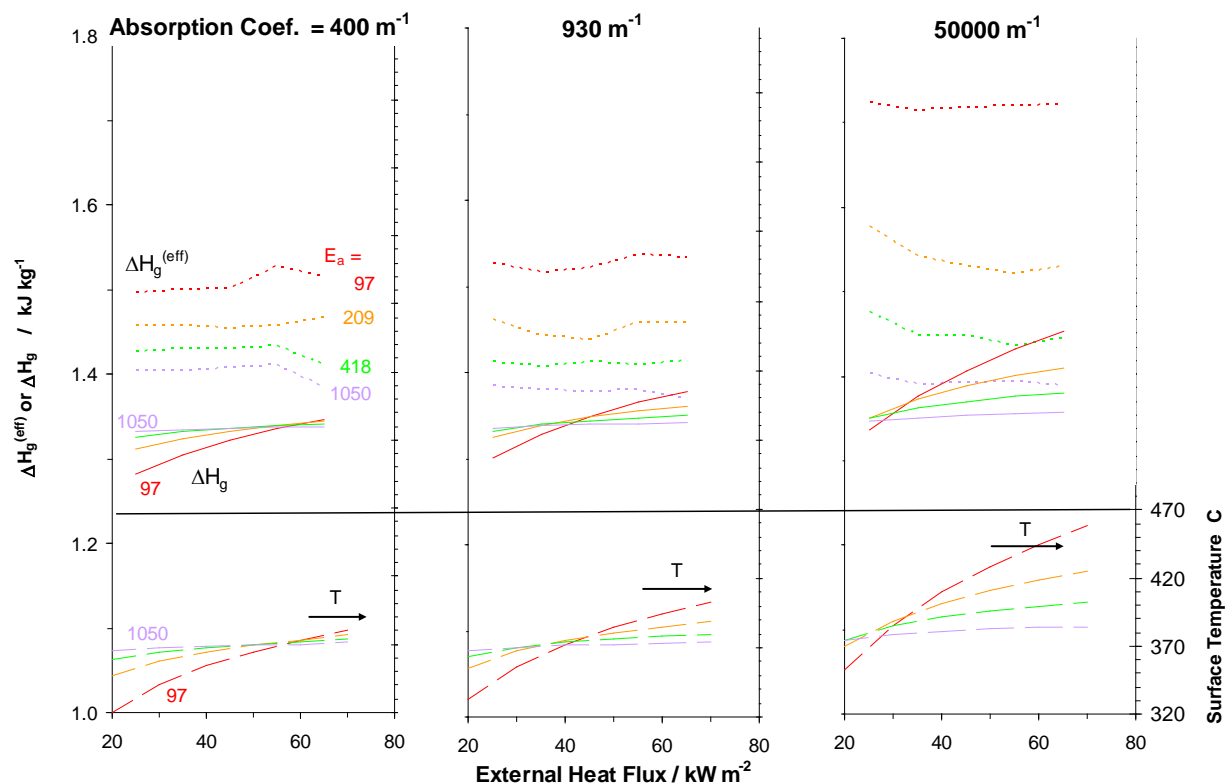 Absorption Coef. = 400 m⁻¹
930 m⁻¹
50000 m⁻¹
1.8
1.6
ΔHg(eff)
Eₐ =
97
209
418
1050
1.4
1050
97
ΔHg
ΔHg(eff) or ΔHg / kJ kg⁻¹
1.2
1.0
1050
97
T
T
T
470
420
370
320
Surface Temperature C
20 40 60 80
20 40 60 80
20 40 60 80
External Heat Flux / kW m⁻²